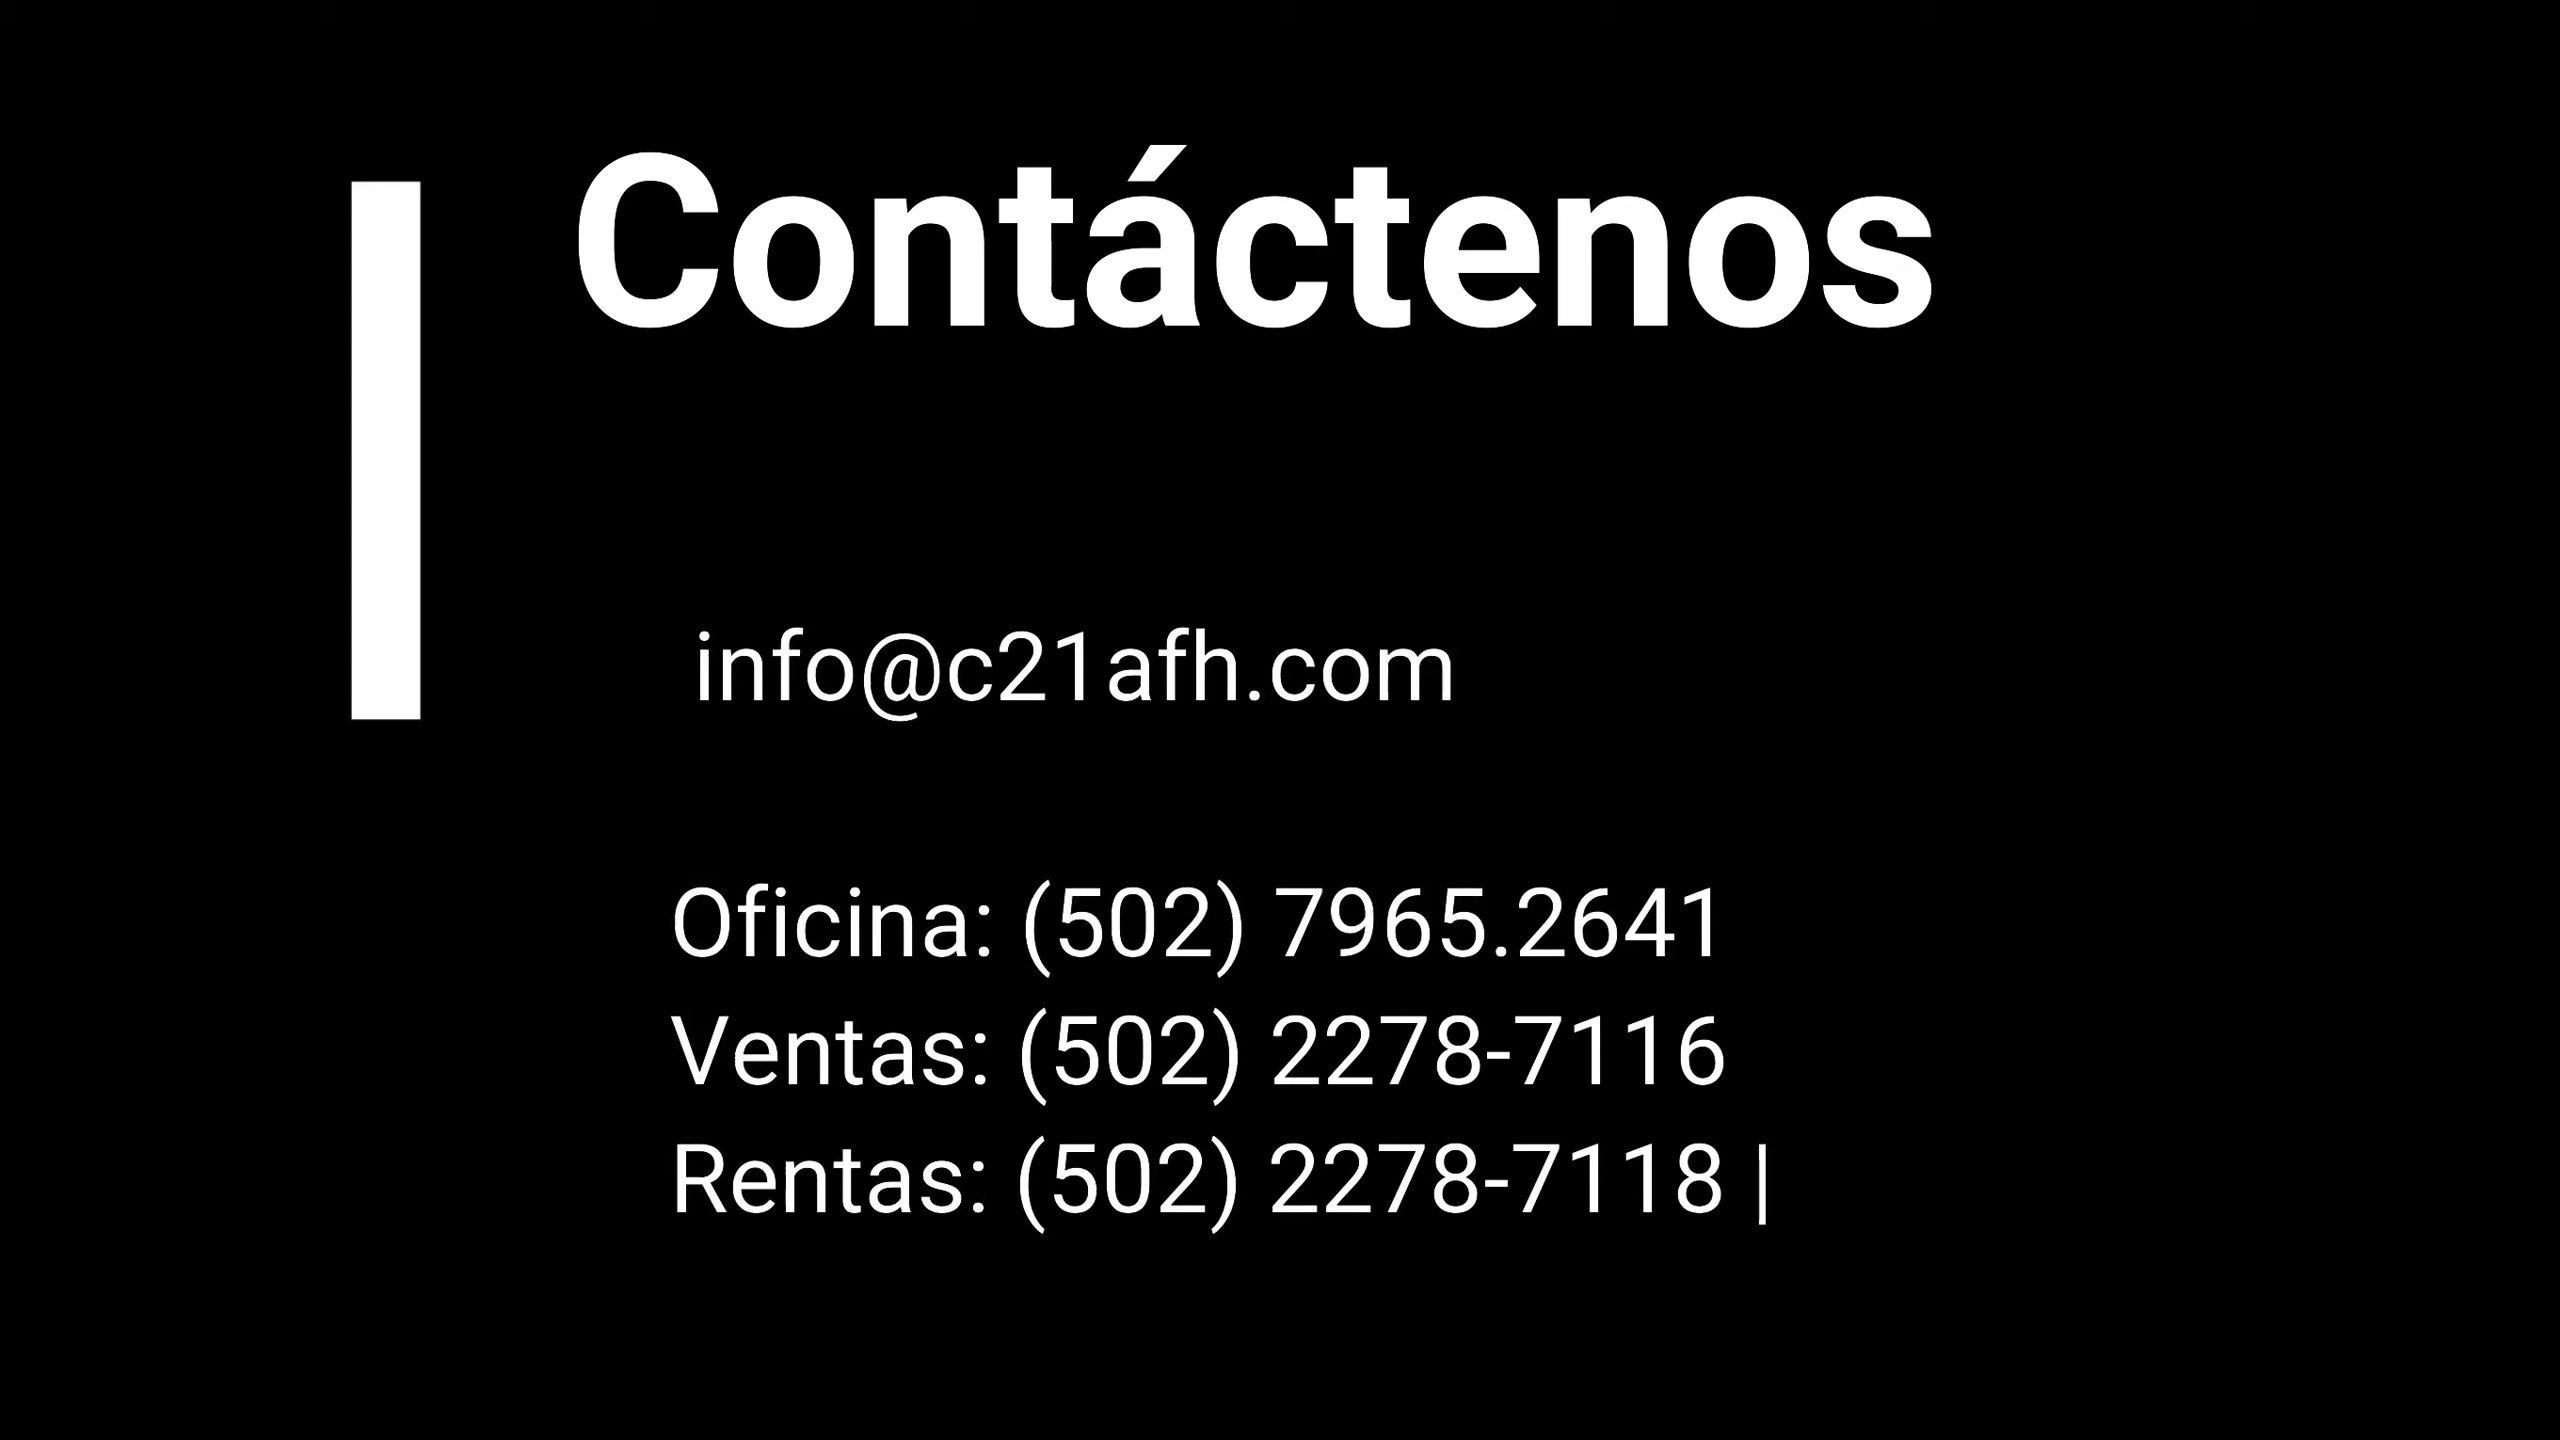 Contáctenos
info@c21afh.com
Oficina: (502) 7965.2641
Ventas: (502) 2278-7116
Rentas: (502) 2278-7118 |